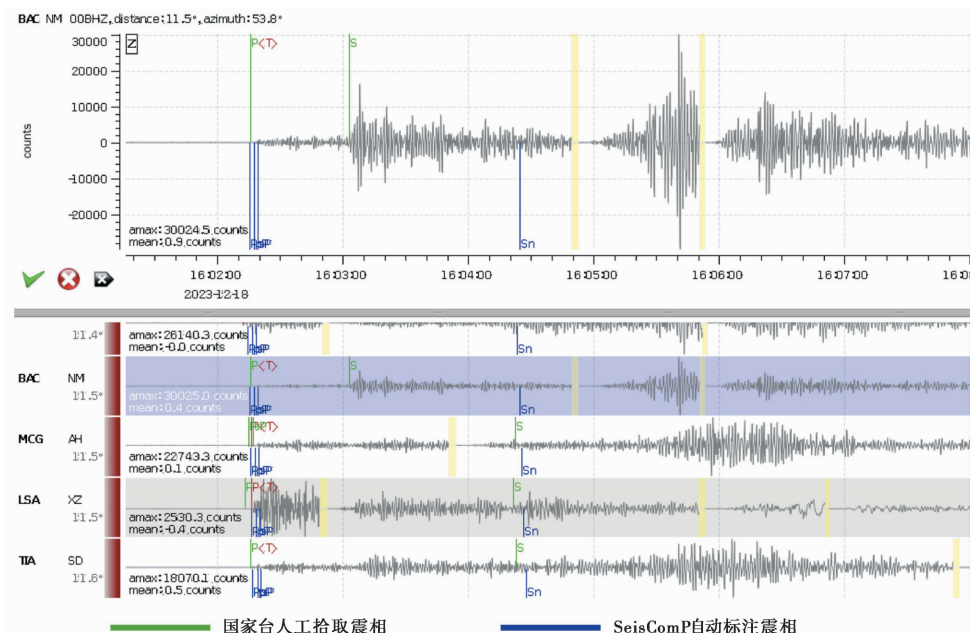 BAC NM 00BHZ,distance:11.5°,azimuth:53.8°
Z
P<T>
S
30000
20000
10000
0
-10000
-20000
counts
amax:30024.5 counts
mean:0.9 counts
Sn
16:02:00 16:03:00 16:04:00 16:05:00 16:06:00 16:07:00
2023-12-18
11.4°
amax:26140.3 counts
mean:-0.0 counts
Sn
BAC NM
11.5°
P<T>
S
amax:30025.0 counts
mean:0.4 counts
Sn
MCG AH
11.5°
S
amax:22743.3 counts
mean:0.1 counts
Sn
LSA XZ
11.5°
S
amax:2530.3 counts
mean:-0.4 counts
Sn
TIA SD
11.6°
P<T>
S
amax:18070.1 counts
mean:0.5 counts
Sn
国家台人工拾取震相 SeisComP自动标注震相